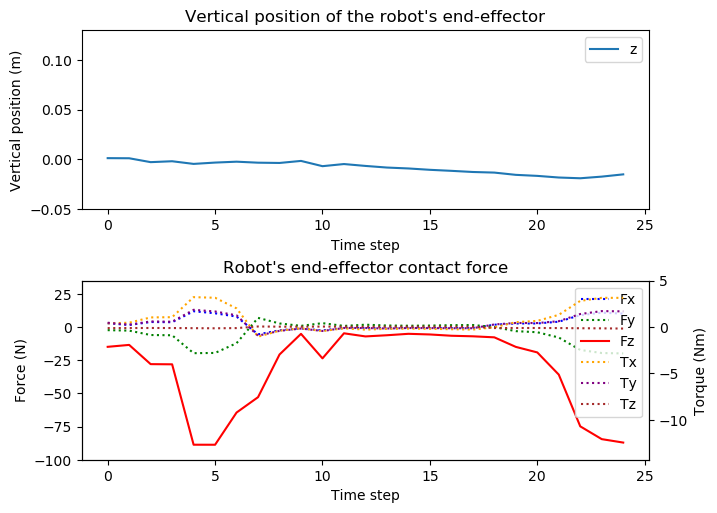 Vertical position of the robot's end-effector
Vertical position (m)
0.10
0.05
0.00
−0.05
z
0 5 10 15 20 25
Time step
Robot's end-effector contact force
Force (N)
25
0
−25
−50
−75
−100
Fx
Fy
Fz
Tx
Ty
Tz
5
0
−5
−10
Torque (Nm)
0 5 10 15 20 25
Time step